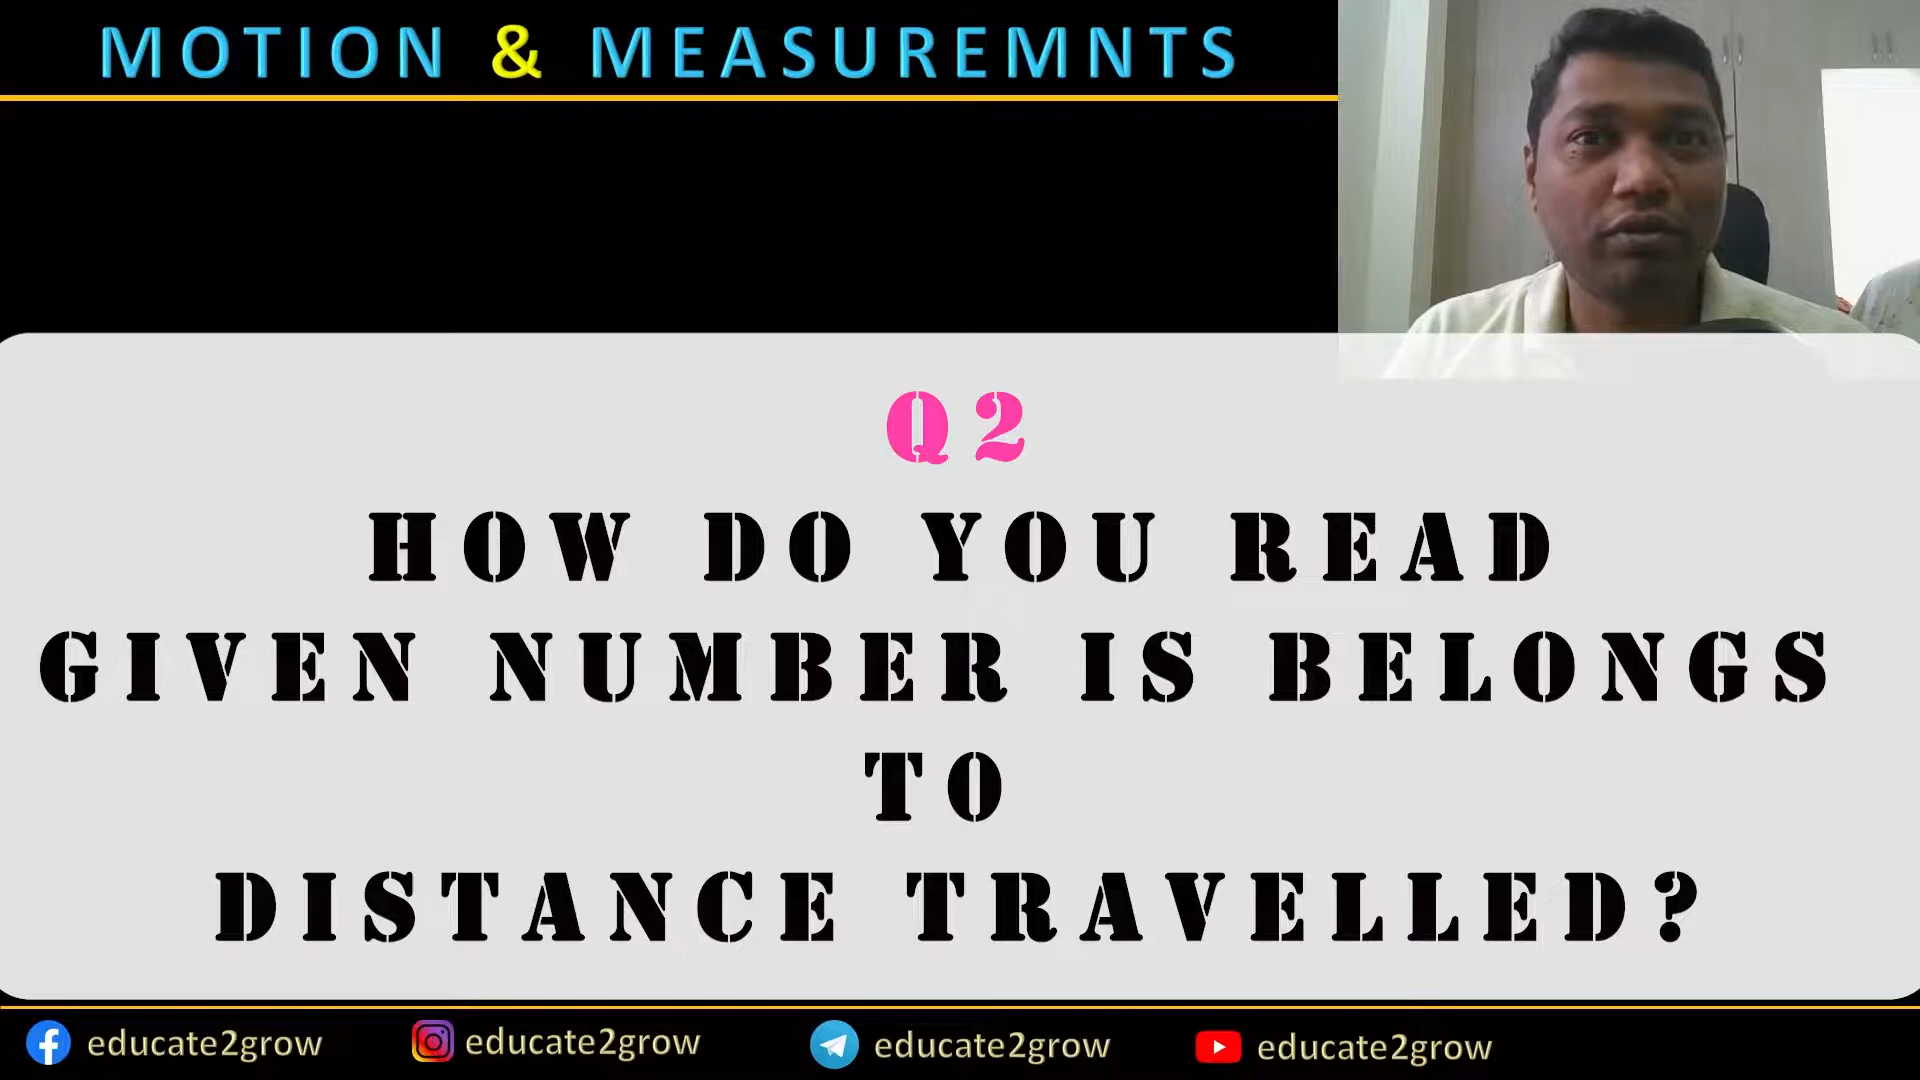 MOTION & MEASUREMNTS
Q2
HOW DO YOU READ
GIVEN NUMBER IS BELONGS
TO
DISTANCE TRAVELLED?
educate2grow
educate2grow
educate2grow
educate2grow